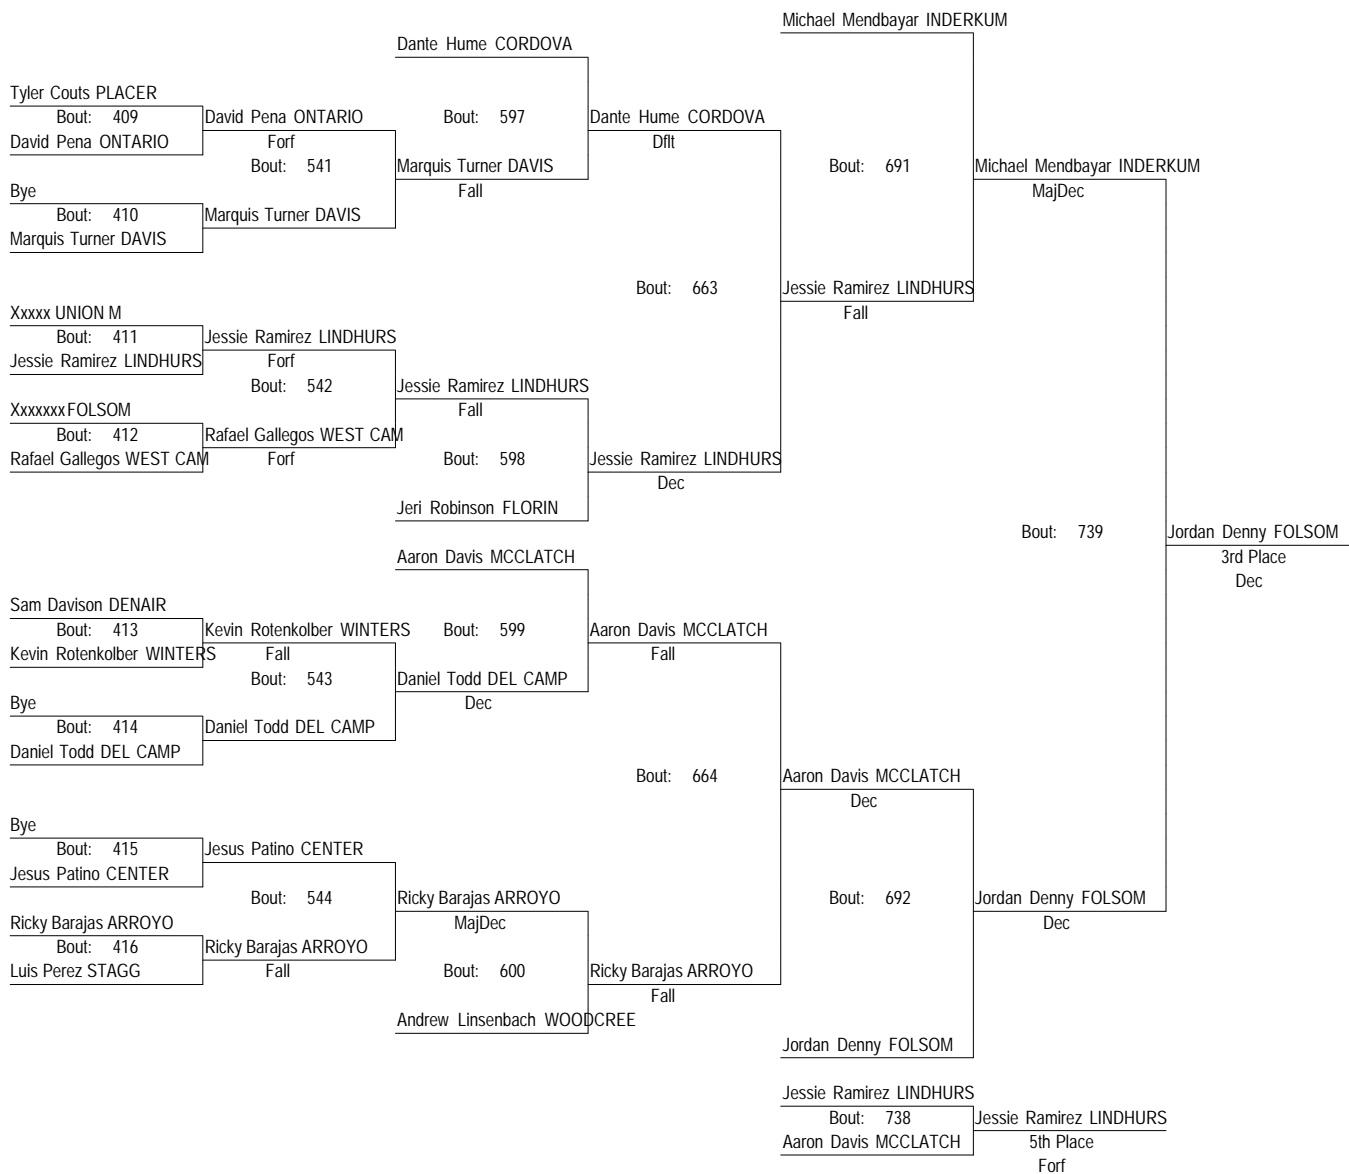 Michael Mendbayar INDERKUM
Dante Hume CORDOVA
Tyler Couts PLACER
Bout: 409
David Pena ONTARIO
David Pena ONTARIO
Forf
Bout: 541
Bout: 597
Dante Hume CORDOVA
Dflt
Marquis Turner DAVIS
Fall
Bout: 691
Michael Mendbayar INDERKUM
MajDec
Bye
Bout: 410
Marquis Turner DAVIS
Marquis Turner DAVIS
Bout: 663
Jessie Ramirez LINDHURS
Fall
Xxxxx UNION M
Bout: 411
Jessie Ramirez LINDHURS
Jessie Ramirez LINDHURS
Forf
Bout: 542
Jessie Ramirez LINDHURS
Fall
Xxxxxxx FOLSOM
Bout: 412
Rafael Gallegos WEST CAM
Rafael Gallegos WEST CAM
Forf
Bout: 598
Jessie Ramirez LINDHURS
Dec
Jeri Robinson FLORIN
Bout: 739
Jordan Denny FOLSOM
3rd Place
Dec
Aaron Davis MCCLATCH
Sam Davison DENAIR
Bout: 413
Kevin Rotenkolber WINTERS
Kevin Rotenkolber WINTERS
Fall
Bout: 543
Bout: 599
Aaron Davis MCCLATCH
Fall
Daniel Todd DEL CAMP
Dec
Bye
Bout: 414
Daniel Todd DEL CAMP
Daniel Todd DEL CAMP
Bout: 664
Aaron Davis MCCLATCH
Dec
Bye
Bout: 415
Jesus Patino CENTER
Jesus Patino CENTER
Bout: 544
Ricky Barajas ARROYO
MajDec
Bout: 692
Jordan Denny FOLSOM
Dec
Ricky Barajas ARROYO
Bout: 416
Luis Perez STAGG
Ricky Barajas ARROYO
Fall
Bout: 600
Ricky Barajas ARROYO
Fall
Andrew Linsenbach WOODCREE
Jordan Denny FOLSOM
Jessie Ramirez LINDHURS
Bout: 738
Aaron Davis MCCLATCH
Jessie Ramirez LINDHURS
5th Place
Forf